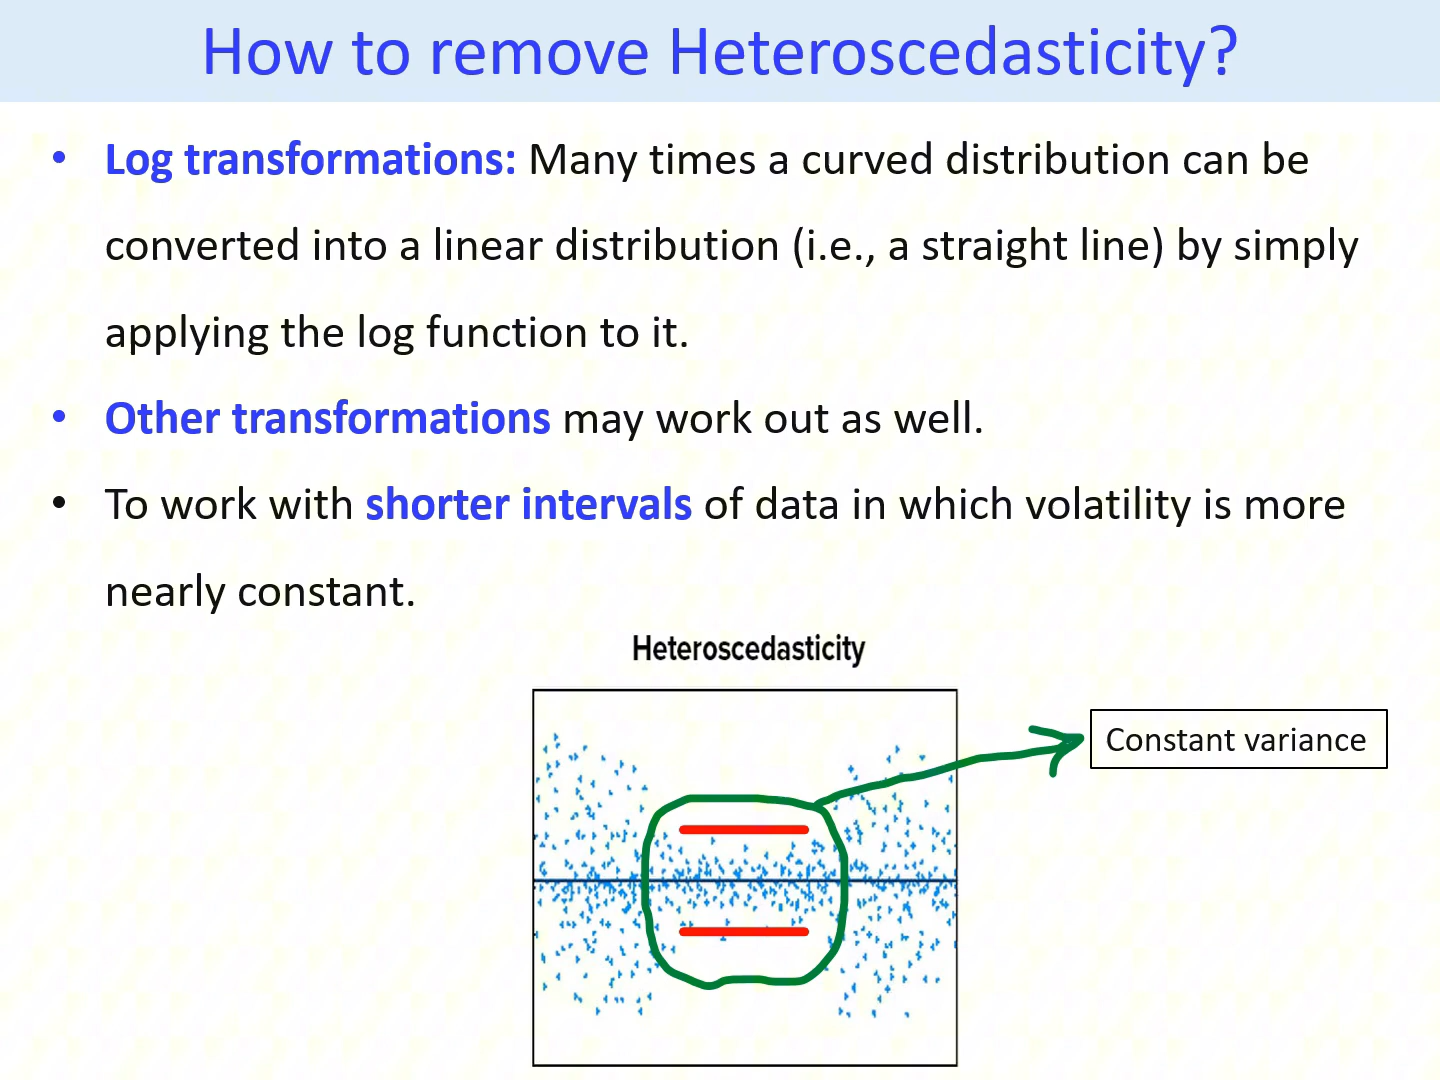 How to remove Heteroscedasticity?
• Log transformations: Many times a curved distribution can be
converted into a linear distribution (i.e., a straight line) by simply
applying the log function to it.
• Other transformations may work out as well.
• To work with shorter intervals of data in which volatility is more
nearly constant.
Heteroscedasticity
Constant variance